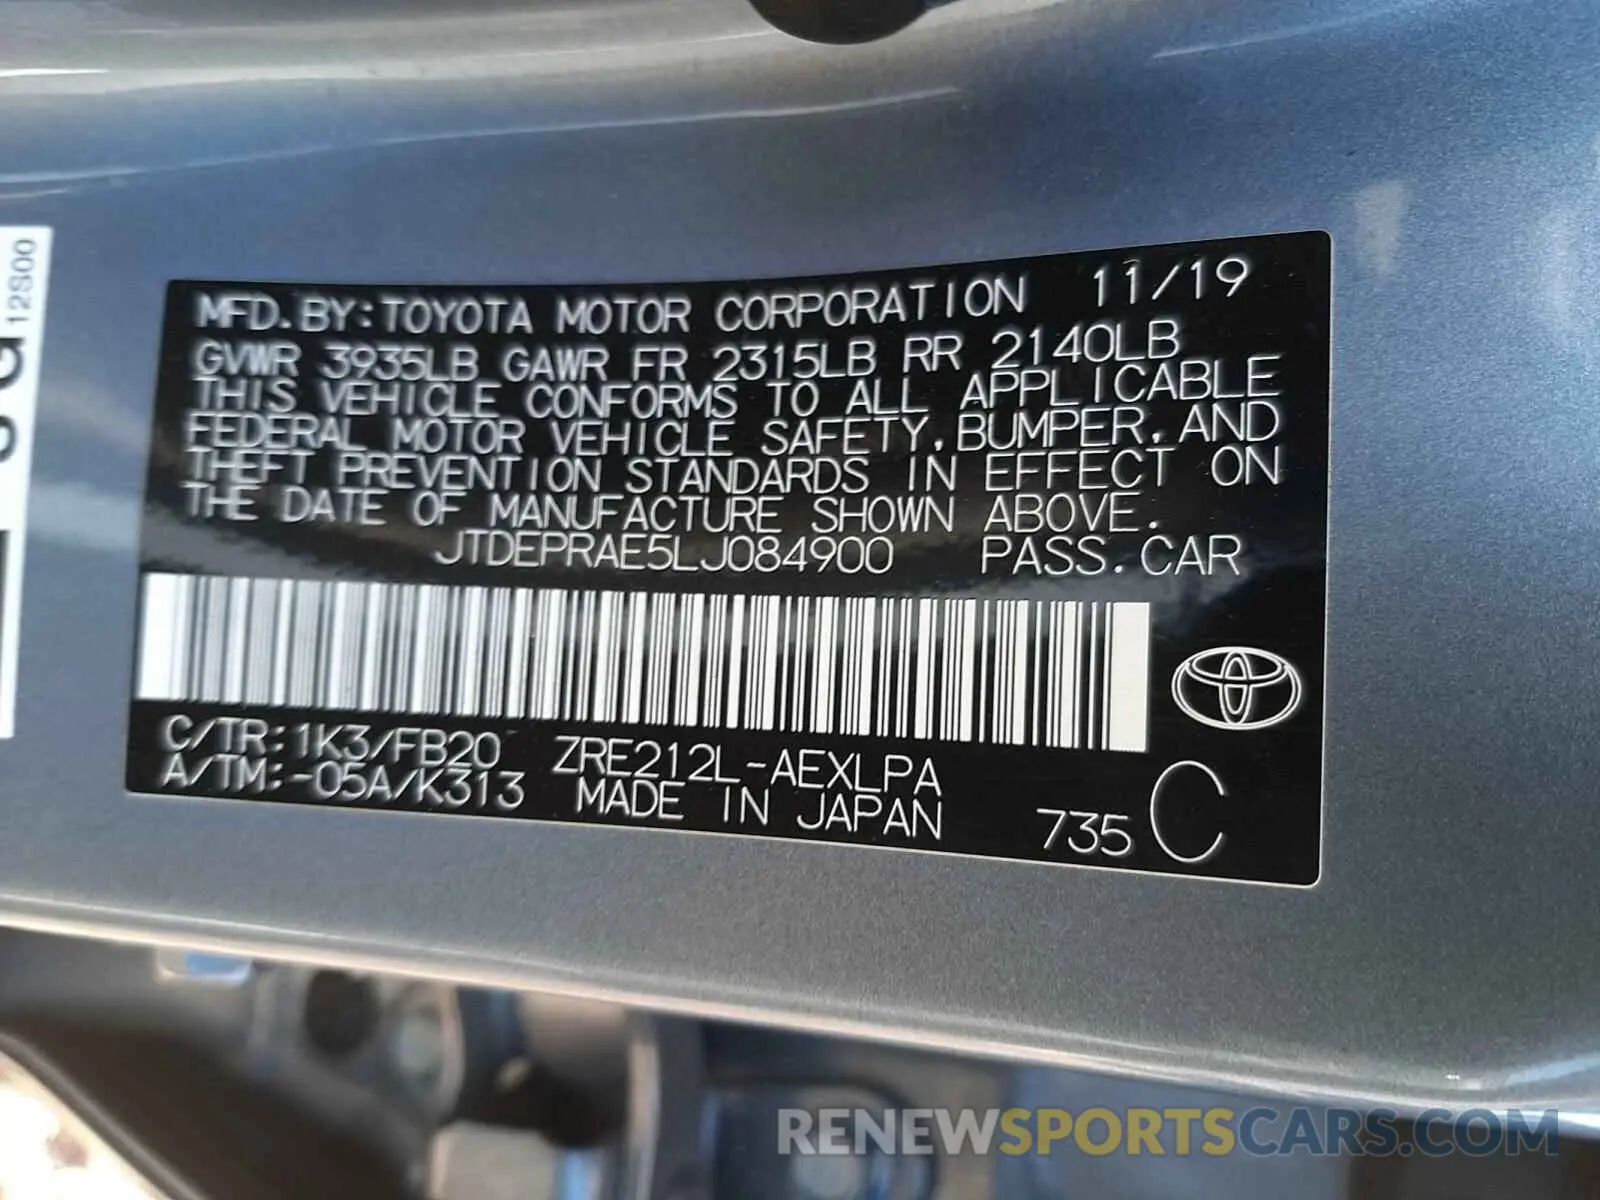 12S00
MFD. BY: TOYOTA MOTOR CORPORATION 11/19
GVWR 3935LB GAWR FR 2315LB RR 2140LB
THIS VEHICLE CONFORMS TO ALL APPLICABLE
FEDERAL MOTOR VEHICLE SAFETY, BUMPER, AND
THEFT PREVENTION STANDARDS IN EFFECT ON
THE DATE OF MANUFACTURE SHOWN ABOVE.
JTDEPRAE5LJ084900 PASS. CAR
C/TR: 1K3/FB20 ZRE212L-AEXLPA
A/TM: -05A/K313 MADE IN JAPAN 735 C
RENEWSPORTSCARS.COM